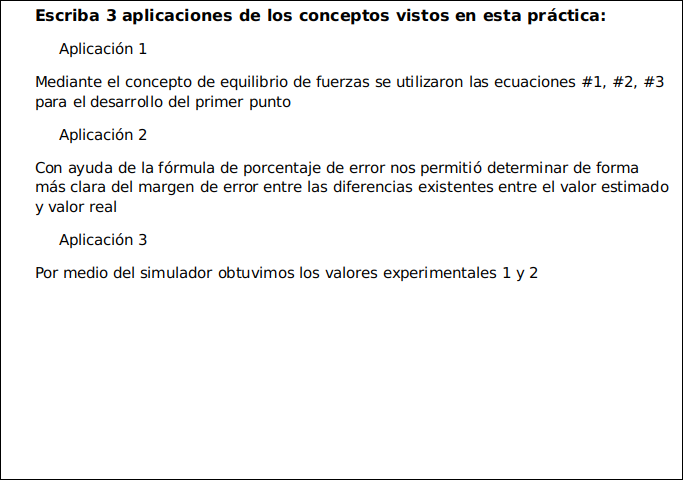 Escriba 3 aplicaciones de los conceptos vistos en esta práctica:
Aplicación 1
Mediante el concepto de equilibrio de fuerzas se utilizaron las ecuaciones #1, #2, #3
para el desarrollo del primer punto
Aplicación 2
Con ayuda de la fórmula de porcentaje de error nos permitió determinar de forma
más clara del margen de error entre las diferencias existentes entre el valor estimado
y valor real
Aplicación 3
Por medio del simulador obtuvimos los valores experimentales 1 y 2